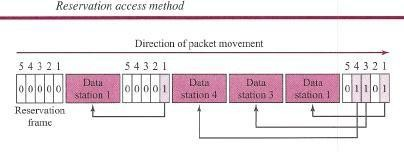 Reservation access method
Direction of packet movement
5 4 3 2 1 5 4 3 2 1 5 4 3 2 1
Data Data Data Data
0 0 0 0 0 station 1 0 0 0 0 1 station 4 station 3 station 1 0 1 1 0 1
Reservation
frame